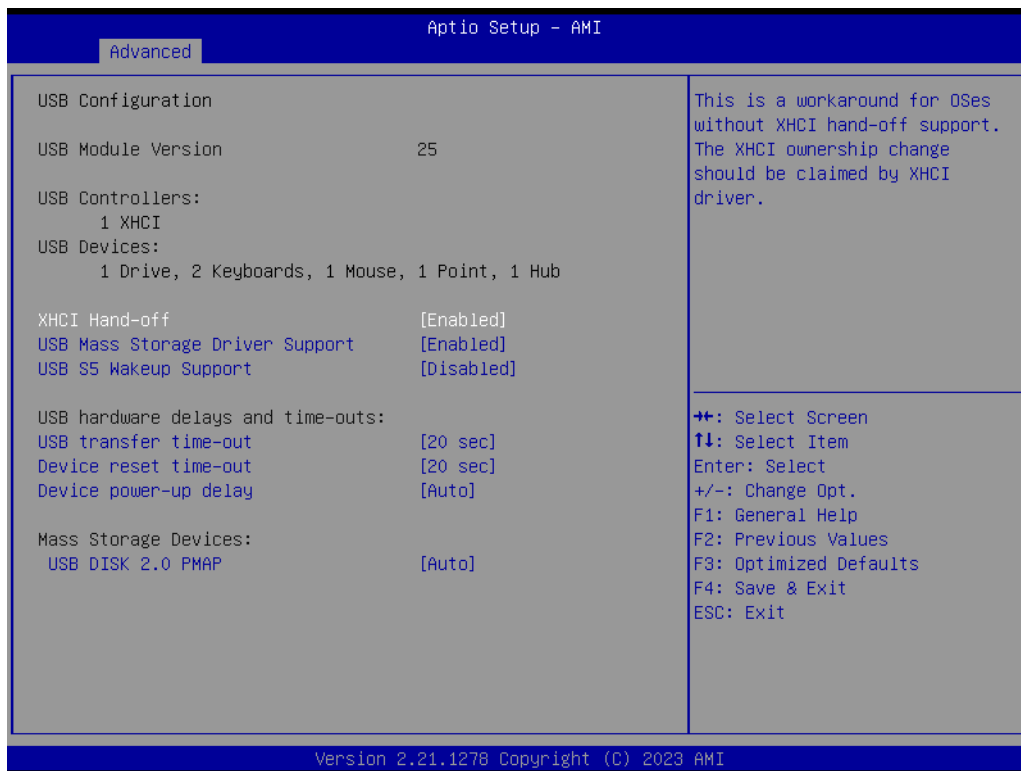 Aptio Setup – AMI
Advanced
USB Configuration
USB Module Version 25
USB Controllers:
1 XHCI
USB Devices:
1 Drive, 2 Keyboards, 1 Mouse, 1 Point, 1 Hub
XHCI Hand-off [Enabled]
USB Mass Storage Driver Support [Enabled]
USB S5 Wakeup Support [Disabled]
USB hardware delays and time-outs:
USB transfer time-out [20 sec]
Device reset time-out [20 sec]
Device power-up delay [Auto]
Mass Storage Devices:
USB DISK 2.0 PMAP [Auto]
This is a workaround for OSes
without XHCI hand-off support.
The XHCI ownership change
should be claimed by XHCI
driver.
→←: Select Screen
↑↓: Select Item
Enter: Select
+/-: Change Opt.
F1: General Help
F2: Previous Values
F3: Optimized Defaults
F4: Save & Exit
ESC: Exit
Version 2.21.1278 Copyright (C) 2023 AMI